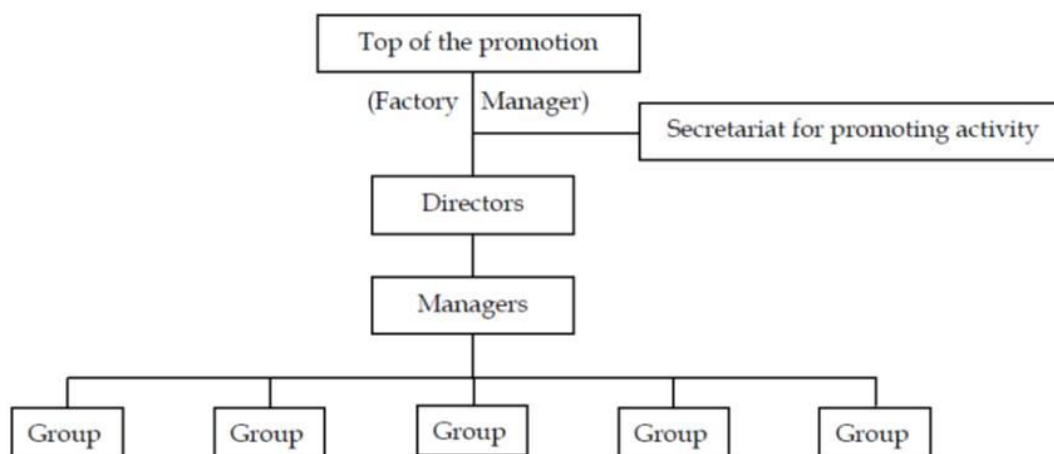 Top of the promotion
(Factory Manager)
Secretariat for promoting activity
Directors
Managers
Group Group Group Group Group